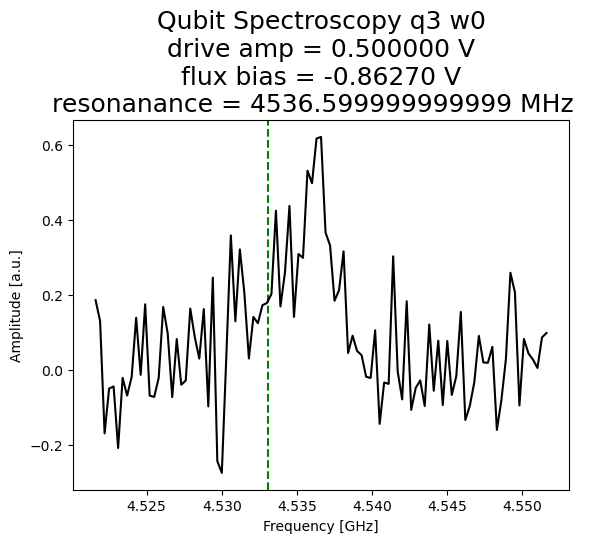 Qubit Spectroscopy q3 w0
drive amp = 0.500000 V
flux bias = -0.86270 V
resonanance = 4536.599999999999 MHz
0.6
0.4
0.2
0.0
−0.2
Amplitude [a.u.]
4.525
4.530
4.535
4.540
4.545
4.550
Frequency [GHz]